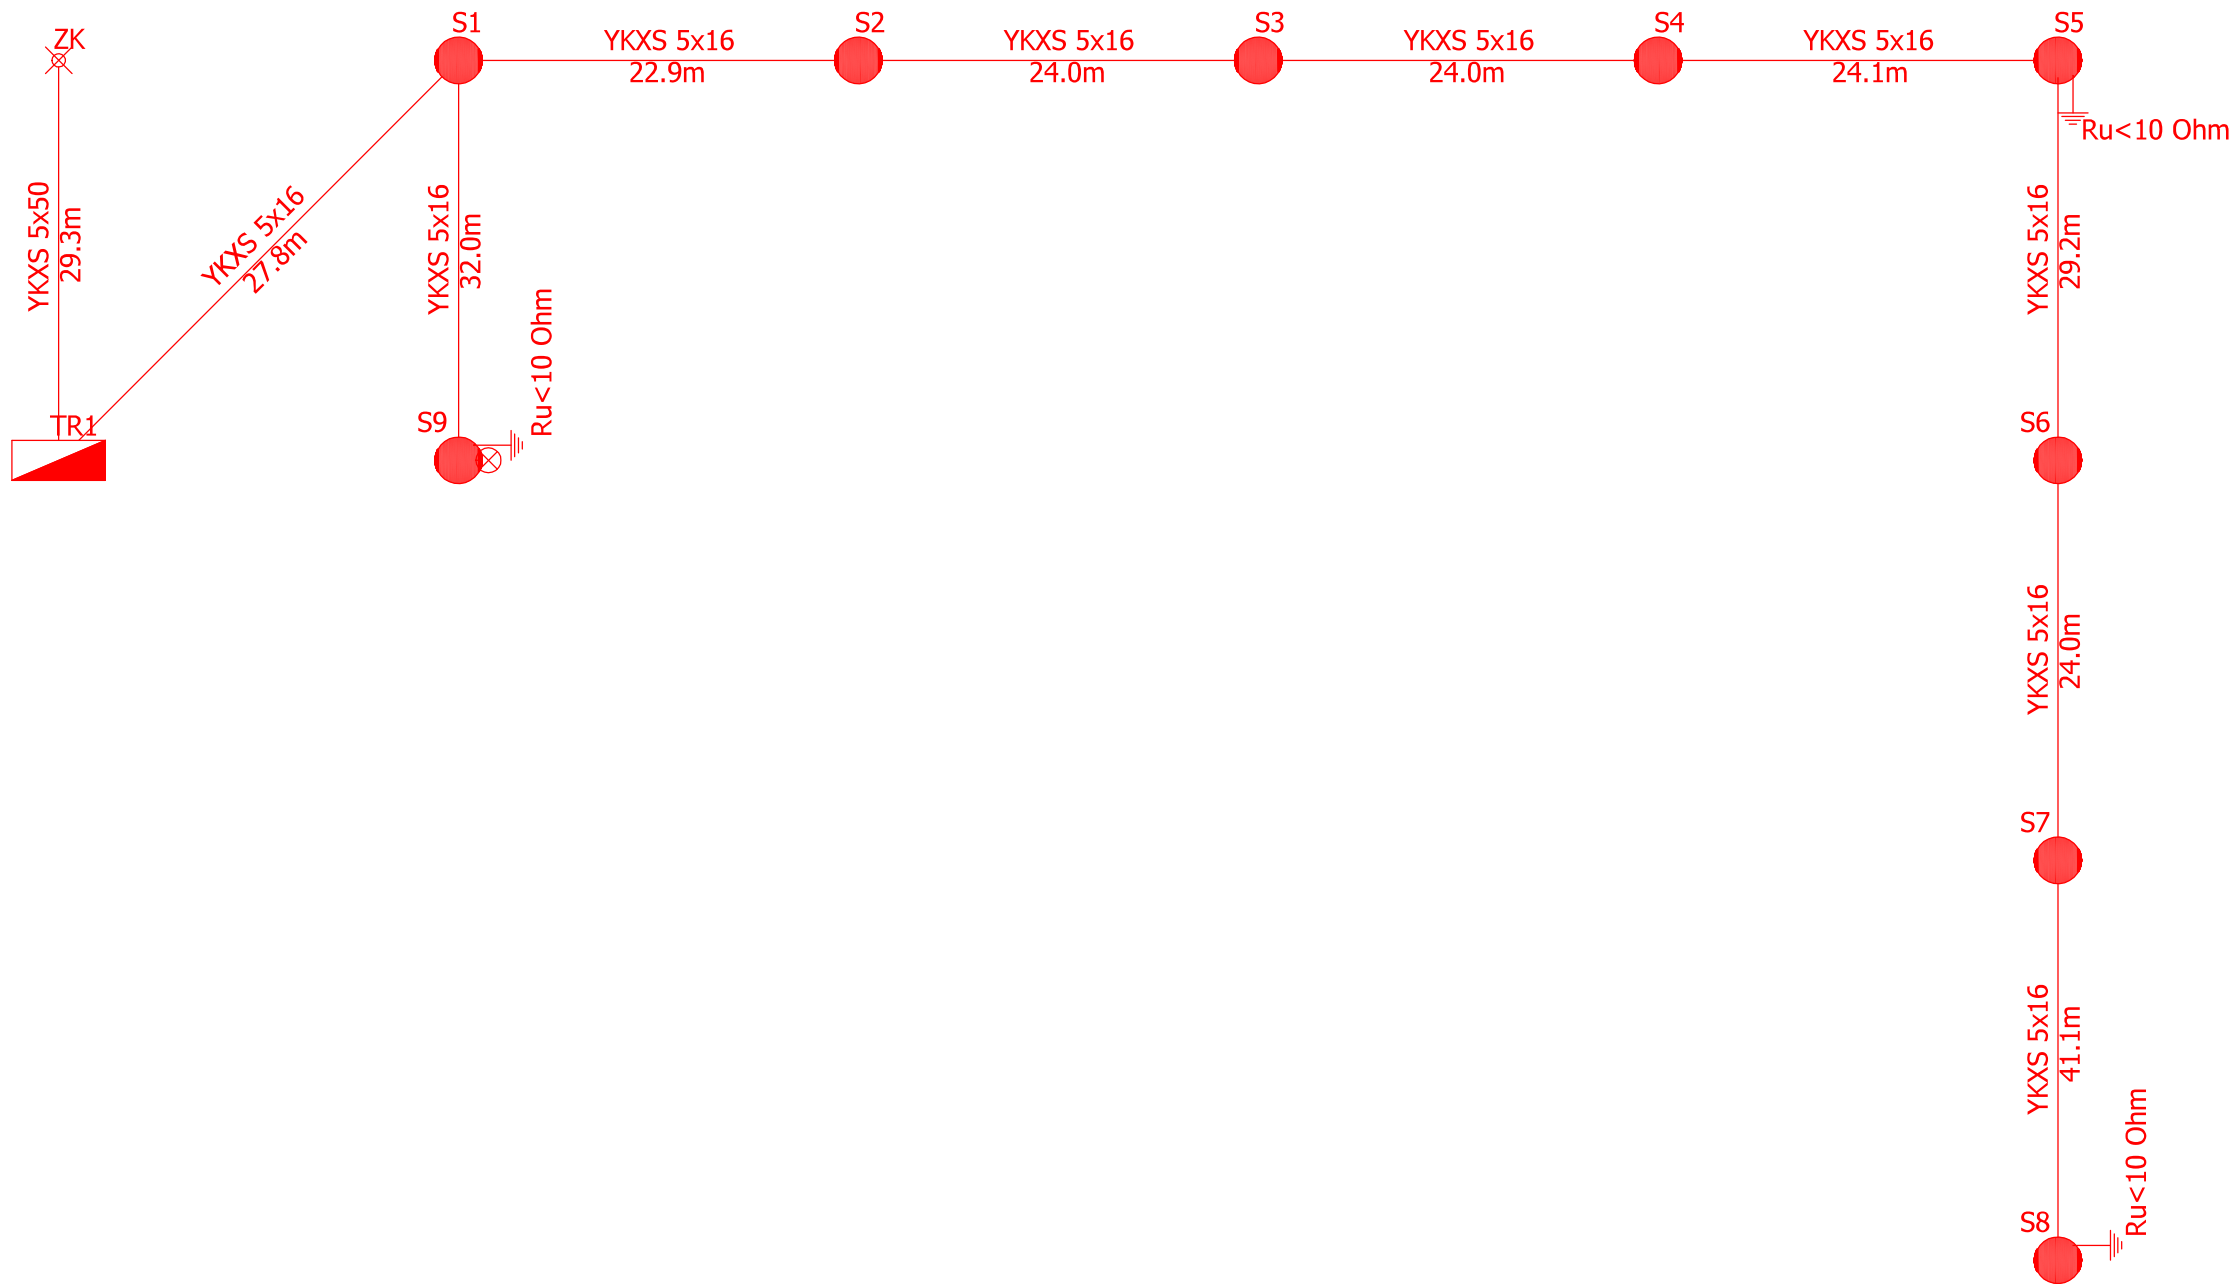 ZK
S1
YKXS 5x16
22.9m
S2
YKXS 5x16
24.0m
S3
YKXS 5x16
24.0m
S4
YKXS 5x16
24.1m
S5
Ru<10 Ohm
YKXS 5x50
29.3m
YKXS 5x16
27.8m
YKXS 5x16
32.0m
YKXS 5x16
29.2m
TR1
S9
Ru<10 Ohm
S6
YKXS 5x16
24.0m
S7
YKXS 5x16
41.1m
S8
Ru<10 Ohm